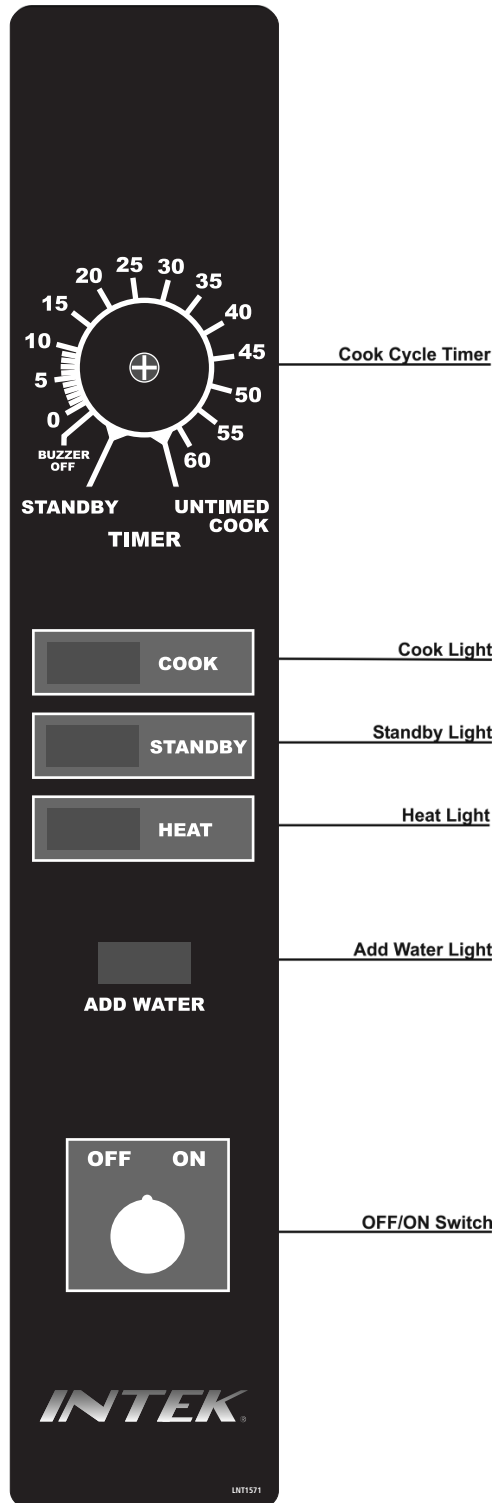 25 30
20 35
15 40
10 45
5 50
0 55
60
BUZZER
OFF
STANDBY UNTIMED
COOK
TIMER
Cook Cycle Timer
COOK
Cook Light
STANDBY
Standby Light
HEAT
Heat Light
Add Water Light
ADD WATER
OFF ON
OFF/ON Switch
INTEK®
LNT1571